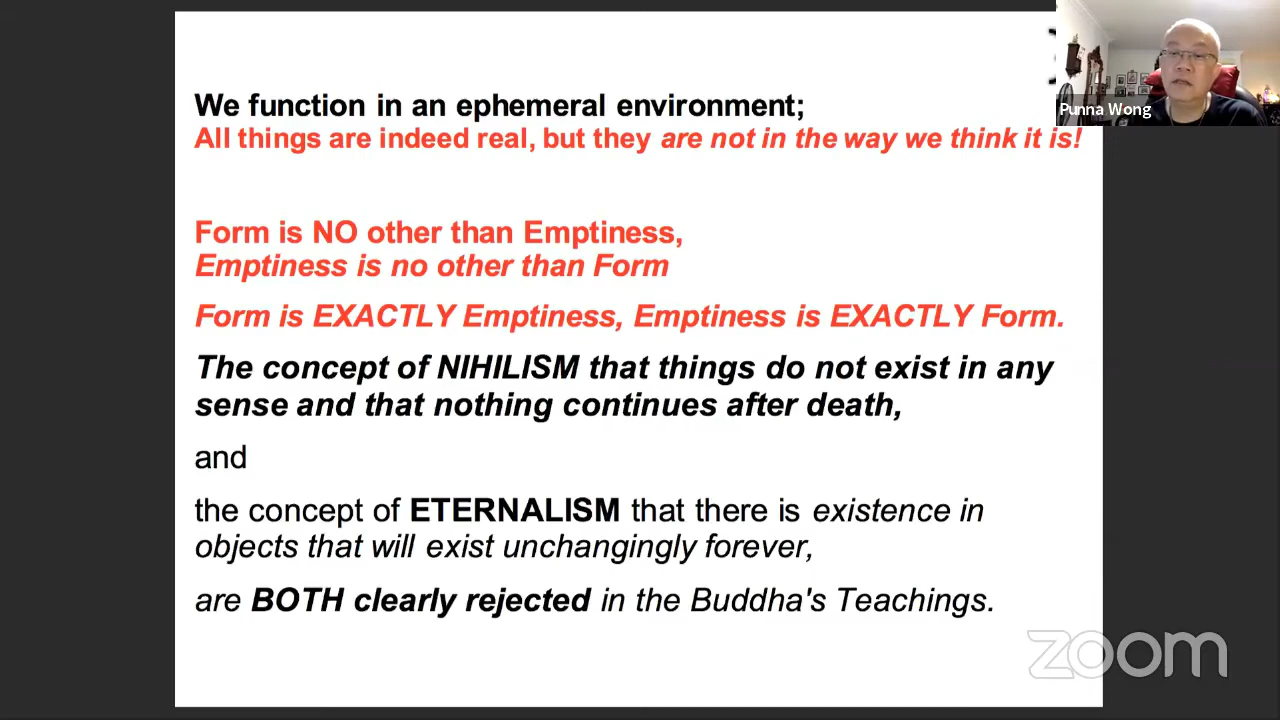 We function in an ephemeral environment;
All things are indeed real, but they are not in the way we think it is!
Form is NO other than Emptiness,
Emptiness is no other than Form
Form is EXACTLY Emptiness, Emptiness is EXACTLY Form.
The concept of NIHILISM that things do not exist in any
sense and that nothing continues after death,
and
the concept of ETERNALISM that there is existence in
objects that will exist unchangingly forever,
are BOTH clearly rejected in the Buddha's Teachings.
Punna Wong
zoom